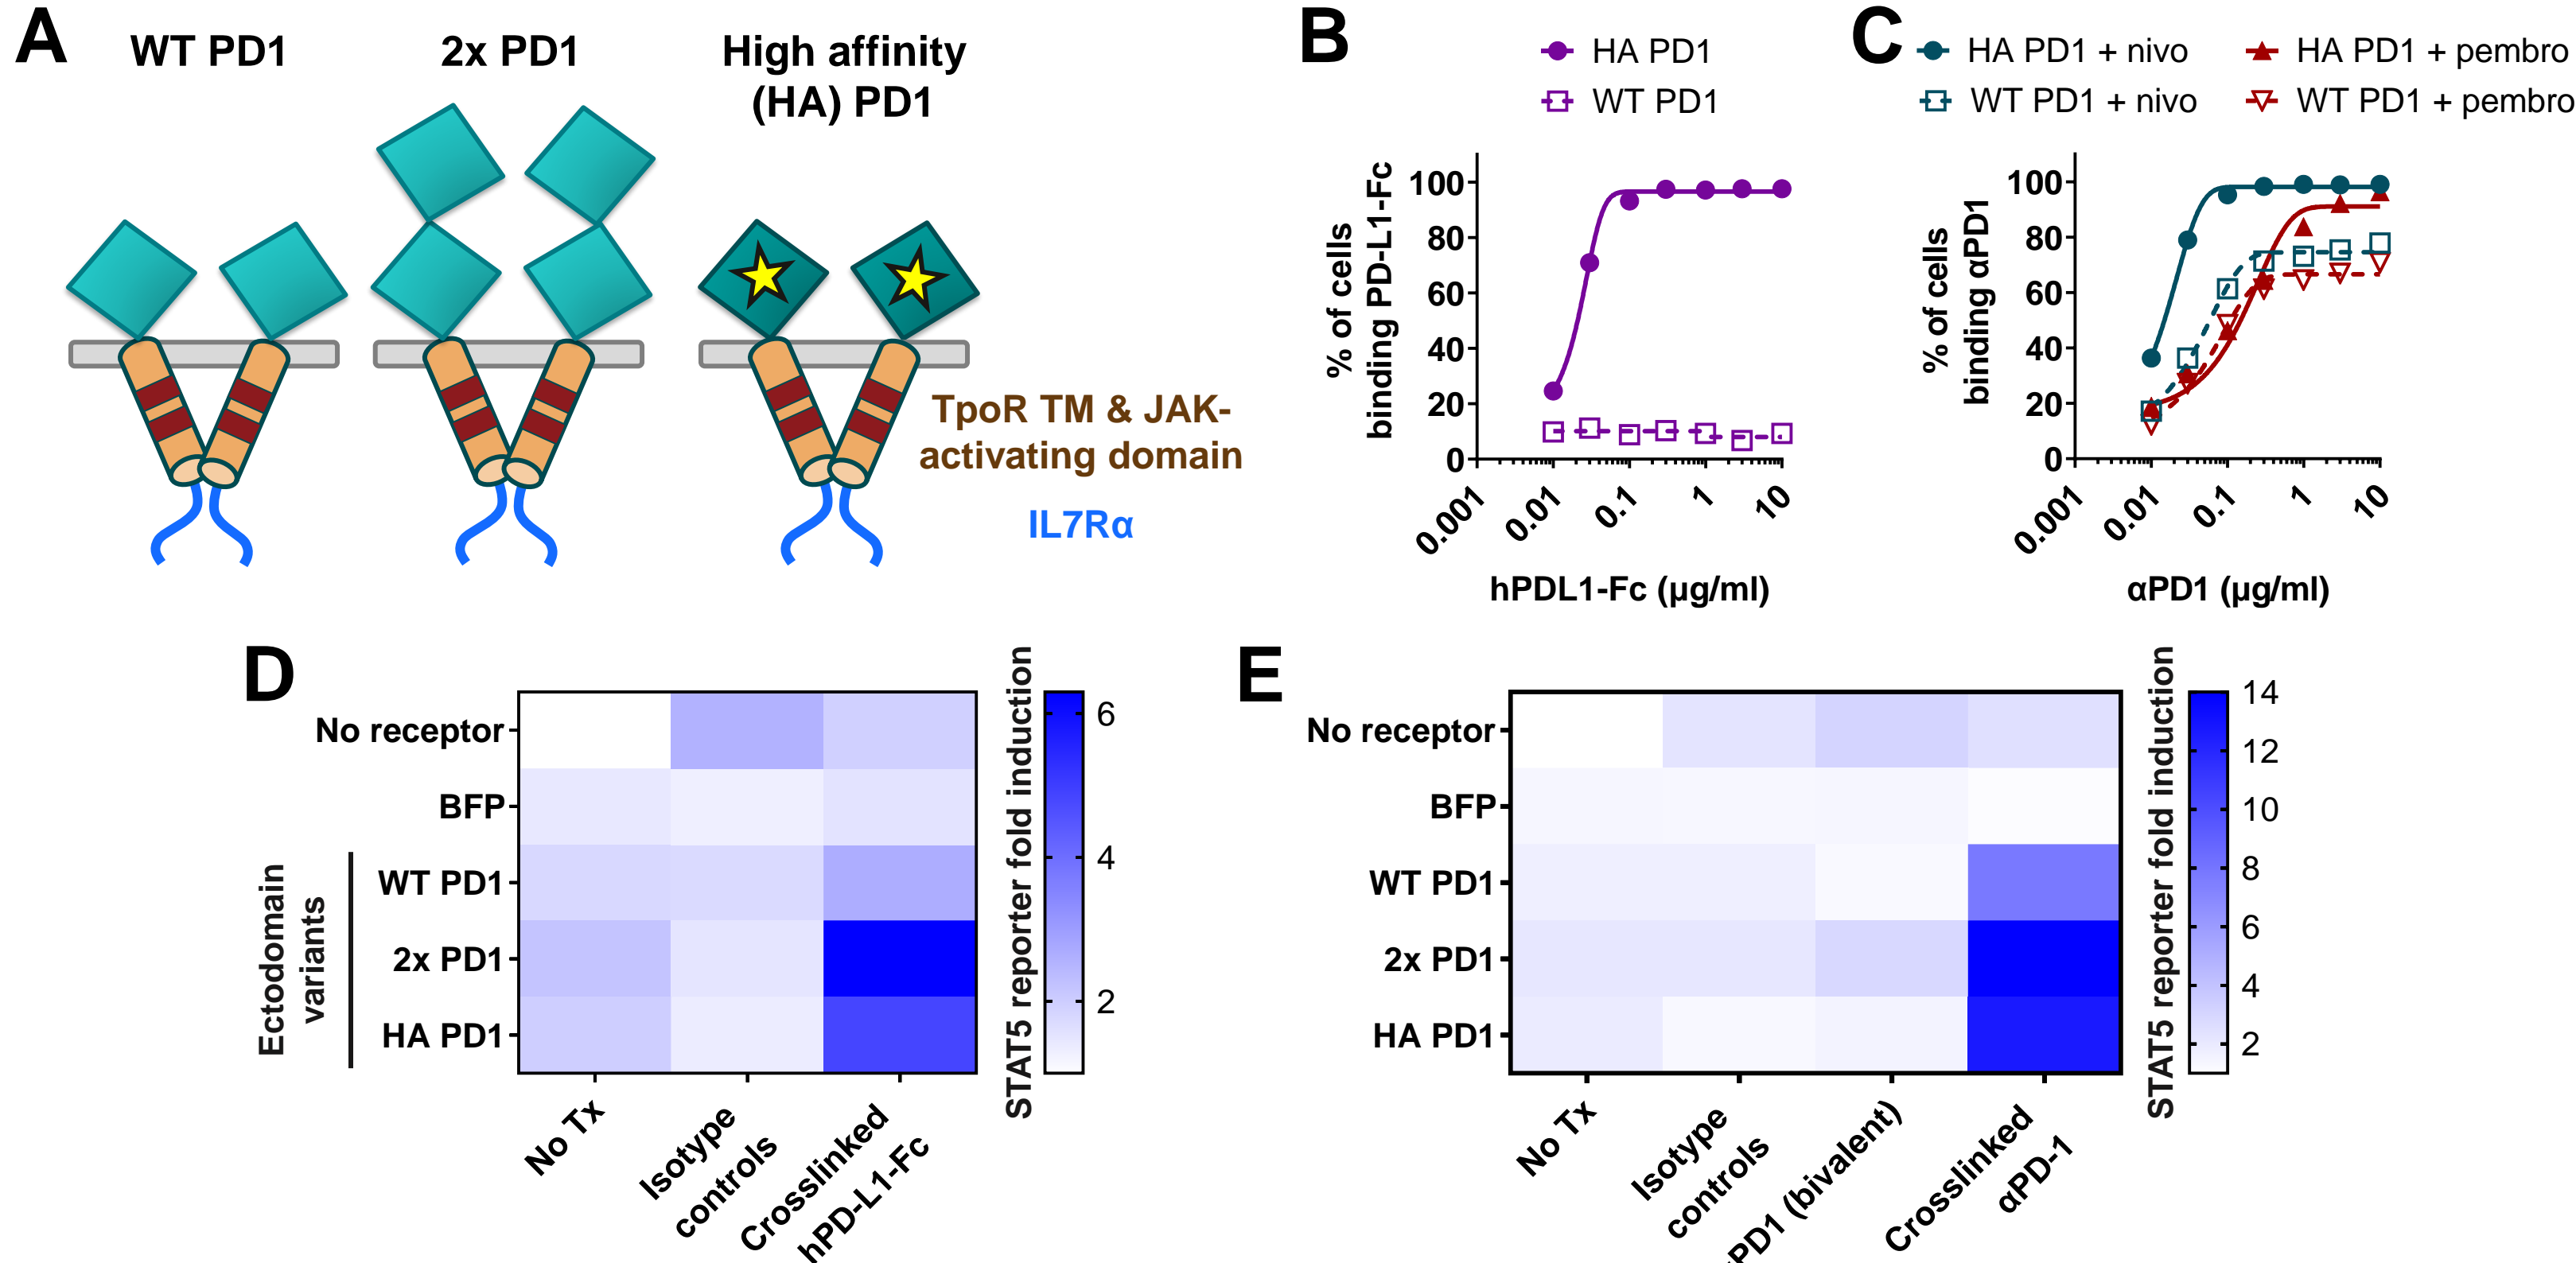 A
WT PD1
2x PD1
High affinity
(HA) PD1
TpoR TM & JAK-
activating domain
IL7Rα
B
HA PD1
WT PD1
% of cells
binding PD-L1-Fc
100
80
60
40
20
0
0.001
0.01
0.1
1
10
hPDL1-Fc (µg/ml)
C
HA PD1 + nivo
HA PD1 + pembro
WT PD1 + nivo
WT PD1 + pembro
% of cells
binding αPD1
100
80
60
40
20
0
0.001
0.01
0.1
1
10
αPD1 (µg/ml)
D
No receptor
BFP
WT PD1
2x PD1
HA PD1
Ectodomain
variants
No Tx
Isotype
controls
Crosslinked
hPD-L1-Fc
STAT5 reporter fold induction
6
4
2
E
No receptor
BFP
WT PD1
2x PD1
HA PD1
No Tx
Isotype
controls
PD1 (bivalent)
Crosslinked
αPD-1
STAT5 reporter fold induction
14
12
10
8
6
4
2